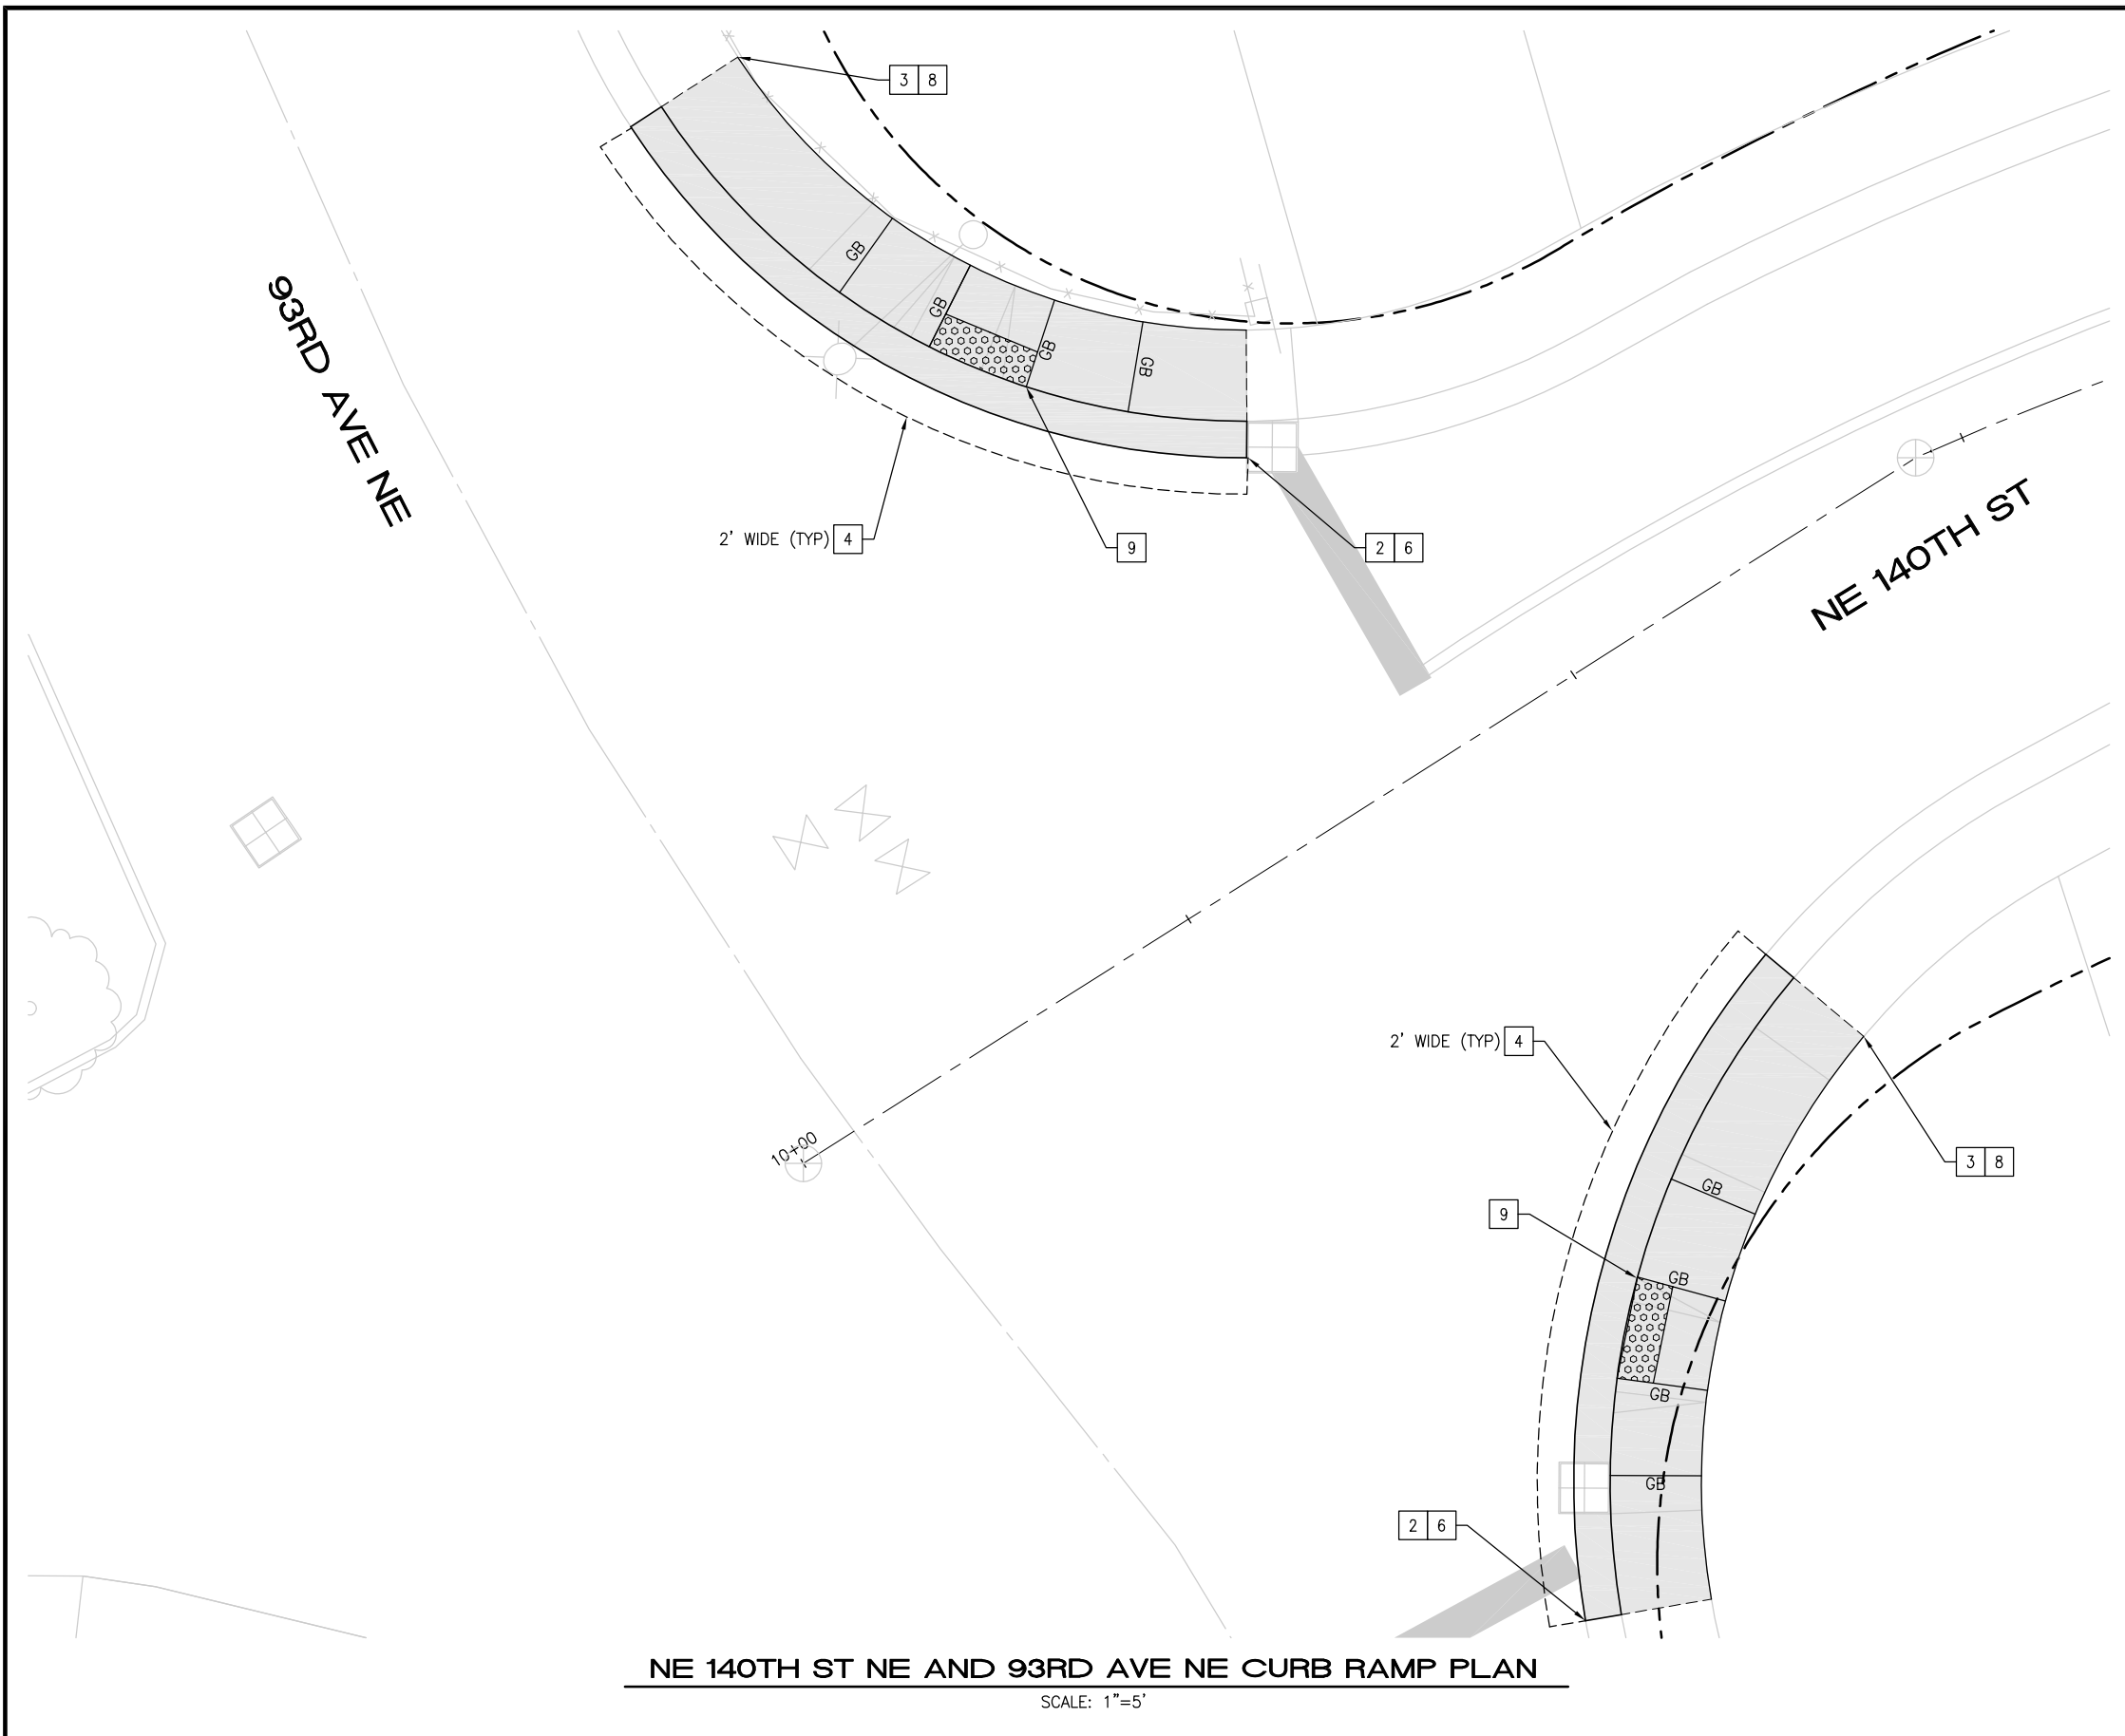 3 8
GB
GB
GB
GB
93RD AVE NE
2' WIDE (TYP) 4
9
2 6
NE 140TH ST
2' WIDE (TYP) 4
10+00
3 8
GB
9
GB
GB
GB
2 6
NE 140TH ST NE AND 93RD AVE NE CURB RAMP PLAN
SCALE: 1"=5'